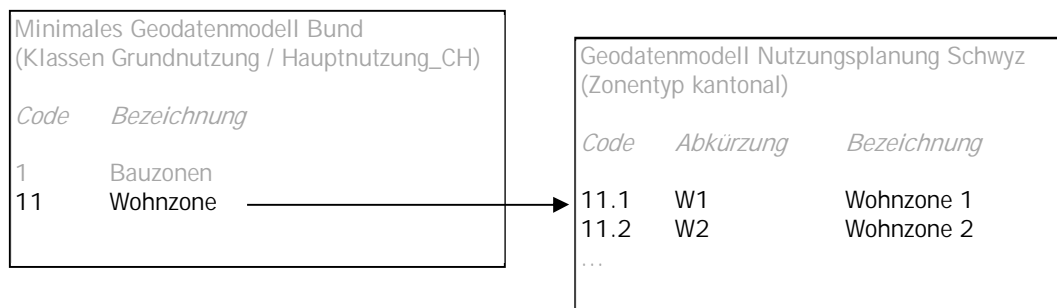 Minimales Geodatenmodell Bund
(Klassen Grundnutzung / Hauptnutzung_CH)
Code Bezeichnung
1 Bauzonen
11 Wohnzone
Geodatenmodell Nutzungsplanung Schwyz
(Zonentyp kantonal)
Code Abkürzung Bezeichnung
11.1 W1 Wohnzone 1
11.2 W2 Wohnzone 2
...